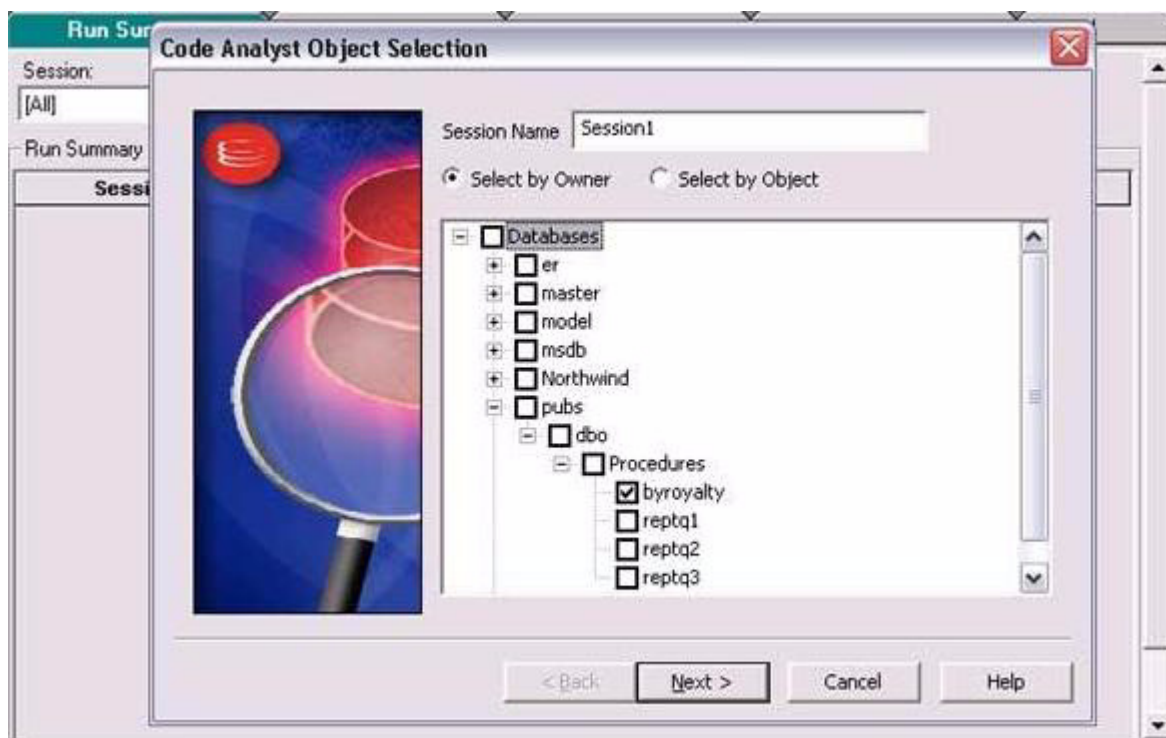 Run Sum
Code Analyst Object Selection
Session:
[All]
Run Summary
Sessi
Session Name Session1
Select by Owner Select by Object
Databases
er
master
model
msdb
Northwind
pubs
dbo
Procedures
byroyalty
reptq1
reptq2
reptq3
< Back Next > Cancel Help